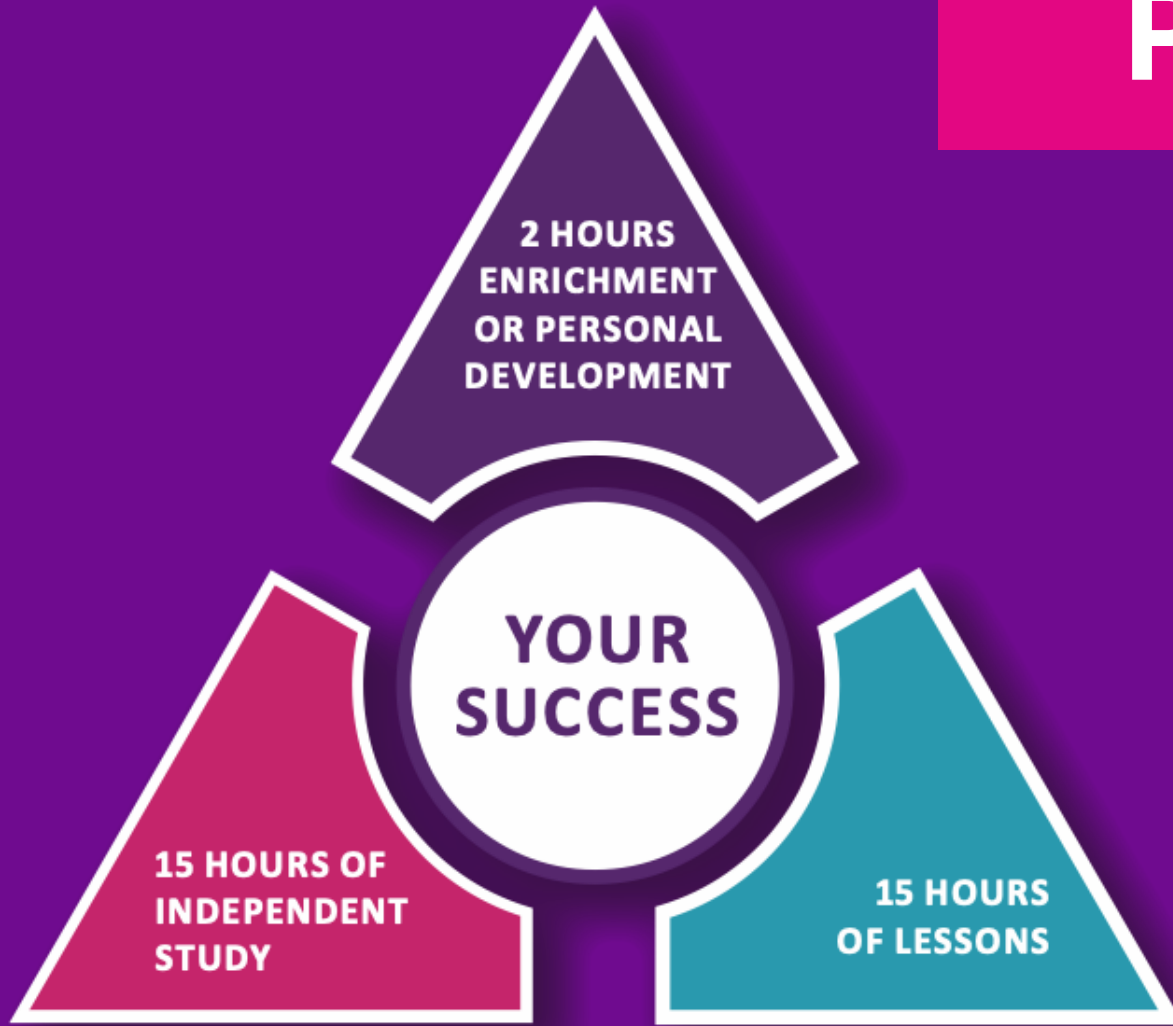 2 HOURS
ENRICHMENT
OR PERSONAL
DEVELOPMENT
YOUR
SUCCESS
15 HOURS OF
INDEPENDENT
STUDY
15 HOURS
OF LESSONS